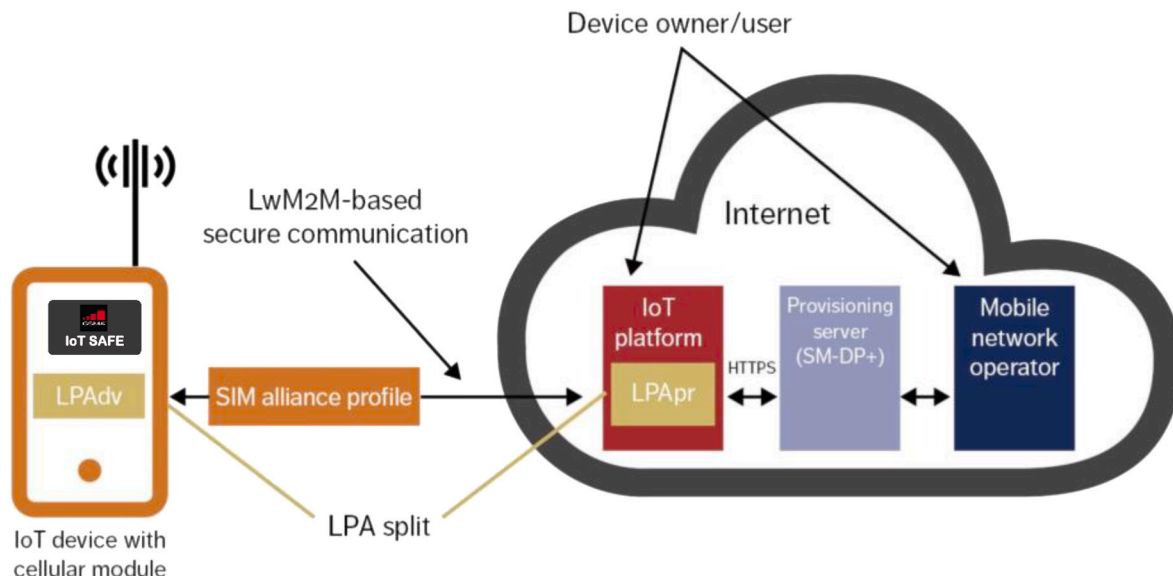 Device owner/user
LwM2M-based
secure communication
Internet
IoT SAFE
LPAdv
SIM alliance profile
IoT
platform
LPApr
HTTPS
Provisioning
server
(SM-DP+)
Mobile
network
operator
LPA split
IoT device with
cellular module